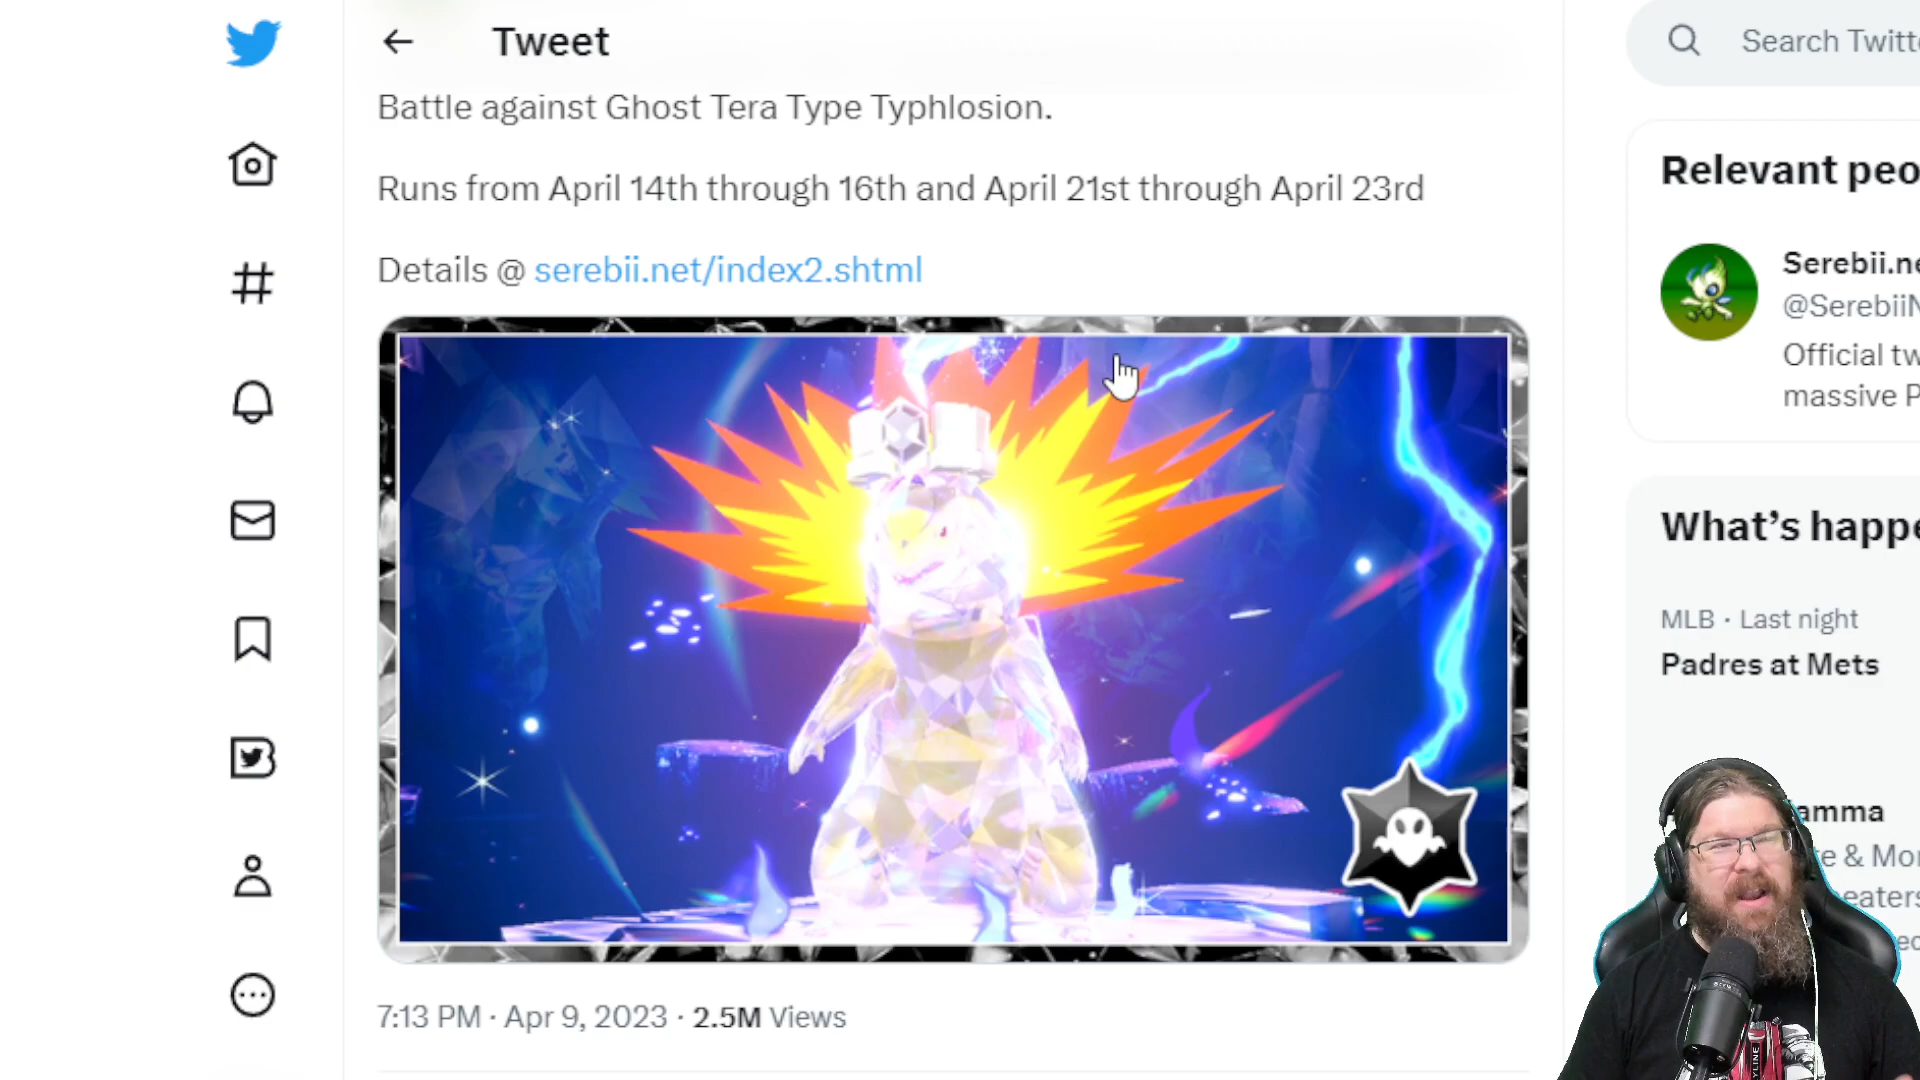 Tweet
Search Twitt
Battle against Ghost Tera Type Typhlosion.
Runs from April 14th through 16th and April 21st through April 23rd
Details @ serebii.net/index2.shtml
7:13 PM · Apr 9, 2023 · 2.5M Views
Relevant peo
Serebii.ne
@SerebiiN
Official tw
massive P
What's happe
MLB · Last night
Padres at Mets
amma
e & Mor
eaters